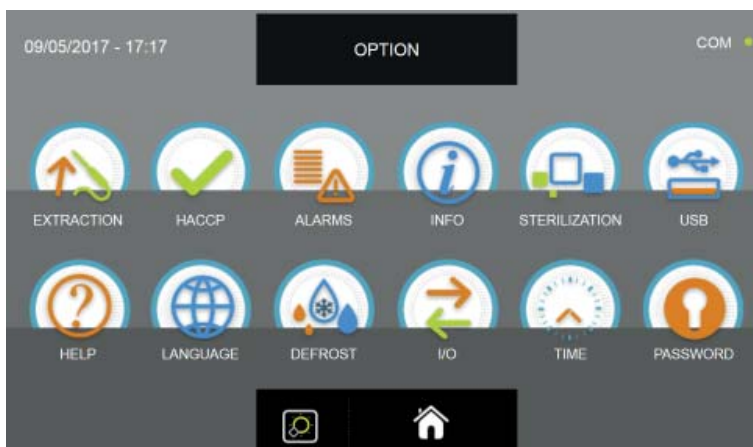 09/05/2017 - 17:17
OPTION
COM
EXTRACTION
HACCP
ALARMS
INFO
STERILIZATION
USB
HELP
LANGUAGE
DEFROST
I/O
TIME
PASSWORD